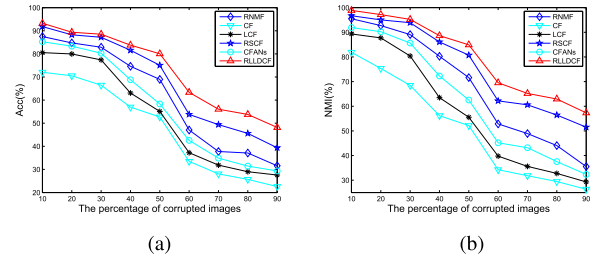 (a)
Acc(%)
100
90
80
70
60
50
40
30
20
10 20 30 40 50 60 70 80 90
The percentage of corrupted images
RNMF
CF
LCF
RSCF
CFANs
RLLDCF
(b)
NMI(%)
100
90
80
70
60
50
40
30
10 20 30 40 50 60 70 80 90
The percentage of corrupted images
RNMF
CF
LCF
RSCF
CFANs
RLLDCF